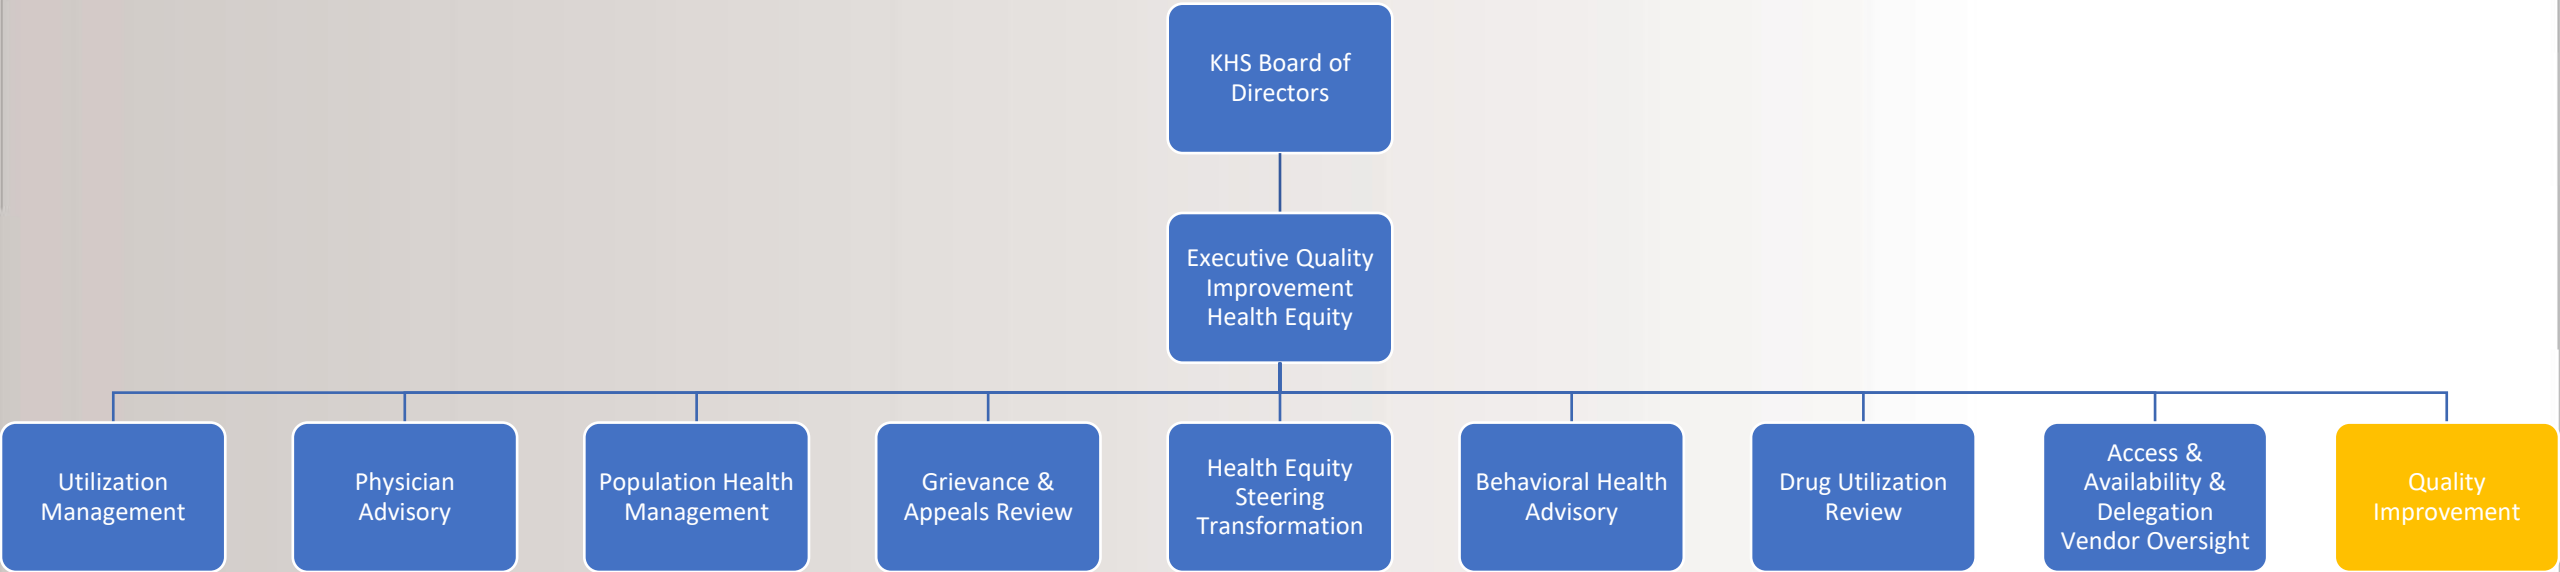 KHS Board of
Directors
Executive Quality
Improvement
Health Equity
Utilization
Management
Physician
Advisory
Population Health
Management
Grievance &
Appeals Review
Health Equity
Steering
Transformation
Behavioral Health
Advisory
Drug Utilization
Review
Access &
Availability &
Delegation
Vendor Oversight
Quality
Improvement